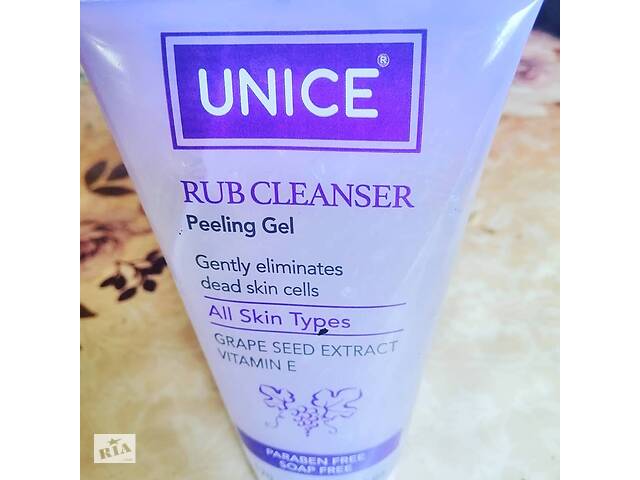 UNICE®
RUB CLEANSER
Peeling Gel
Gently eliminates
dead skin cells
All Skin Types
GRAPE SEED EXTRACT
VITAMIN E
PARABEN FREE
SOAP FREE
RIA